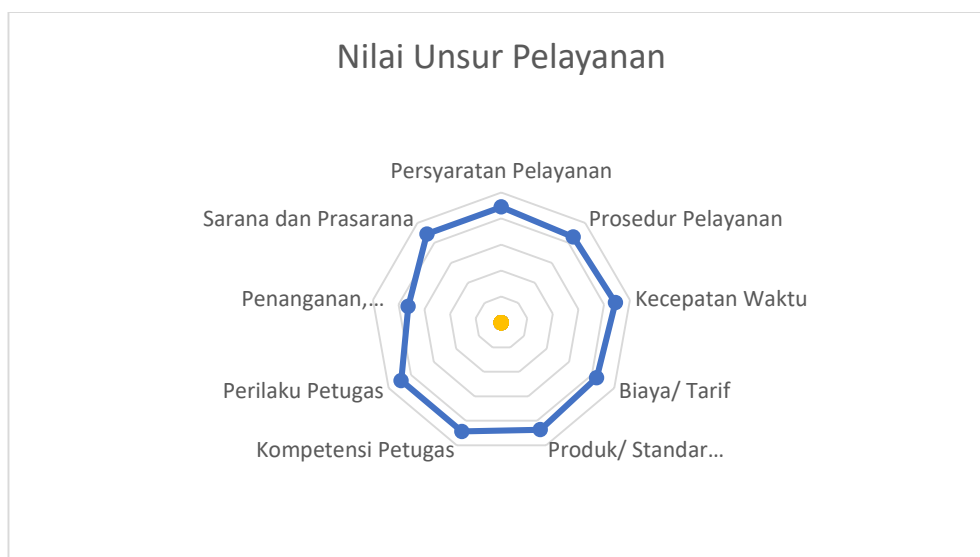 Nilai Unsur Pelayanan
Persyaratan Pelayanan
Sarana dan Prasarana
Prosedur Pelayanan
Penanganan,...
Kecepatan Waktu
Perilaku Petugas
Biaya/ Tarif
Kompetensi Petugas
Produk/ Standar...